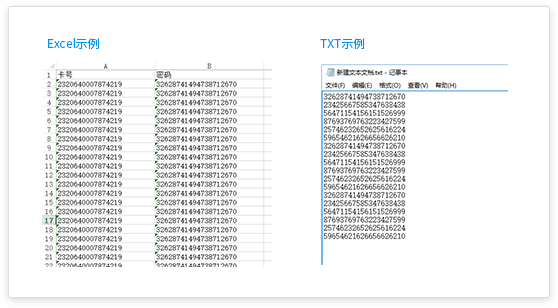 Excel示例
A B
1 卡号 密码
2 2320640007874219 32628741494738712670
3 2320640007874219 32628741494738712670
4 2320640007874219 32628741494738712670
5 2320640007874219 32628741494738712670
6 2320640007874219 32628741494738712670
7 2320640007874219 32628741494738712670
8 2320640007874219 32628741494738712670
9 2320640007874219 32628741494738712670
10 2320640007874219 32628741494738712670
11 2320640007874219 32628741494738712670
12 2320640007874219 32628741494738712670
13 2320640007874219 32628741494738712670
14 2320640007874219 32628741494738712670
15 2320640007874219 32628741494738712670
16 2320640007874219 32628741494738712670
17 2320640007874219 32628741494738712670
18 2320640007874219 32628741494738712670
19 2320640007874219 32628741494738712670
20 2320640007874219 32628741494738712670
21 2320640007874219 32628741494738712670
22 2320640007874219 32628741494738712670
TXT示例
新建文本文档.txt - 记事本
文件(F) 编辑(E) 格式(O) 查看(V) 帮助(H)
32628741494738712670
23425667585347638438
56471154156151526999
87693769763223427599
25746232652625616224
59654621626656626210
32628741494738712670
23425667585347638438
56471154156151526999
87693769763223427599
25746232652625616224
59654621626656626210
32628741494738712670
23425667585347638438
56471154156151526999
87693769763223427599
25746232652625616224
59654621626656626210